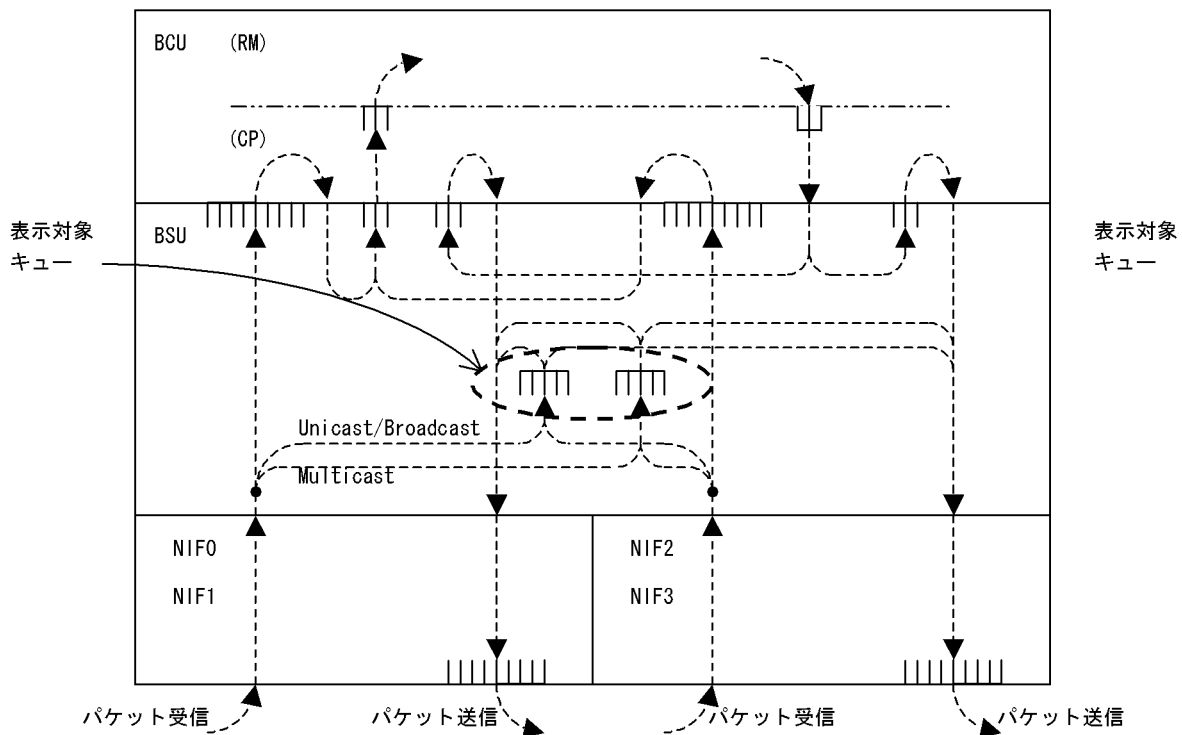 BCU (RM)
(CP)
表示対象
キュー
BSU
表示対象
キュー
Unicast/Broadcast
Multicast
NIF0
NIF1
NIF2
NIF3
パケット受信
パケット送信
パケット受信
パケット送信